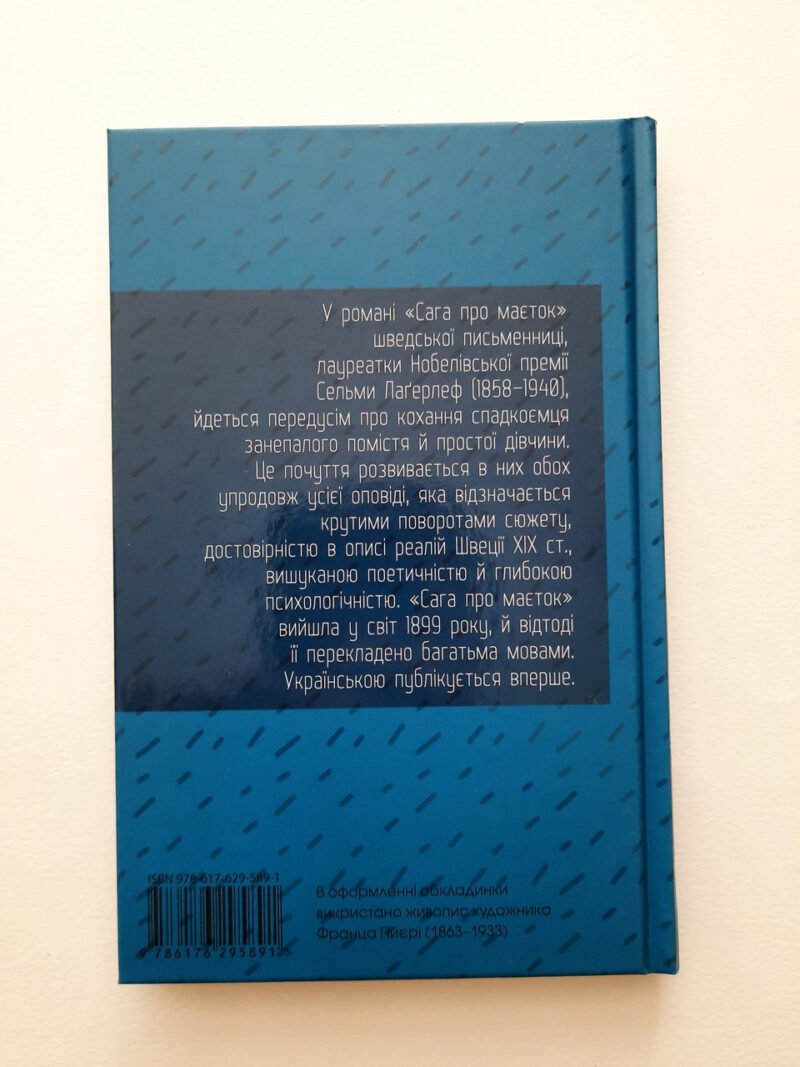 У романі «Сага про маєток»
шведської письменниці,
лауреатки Нобелівської премії
Сельми Лаґерлеф (1858–1940),
йдеться передусім про кохання спадкоємця
занепалого помістя й простої дівчини.
Це почуття розвивається в них обох
упродовж усієї оповіді, яка відзначається
крутими поворотами сюжету,
достовірністю в описі реалій Швеції XIX ст.,
вишуканою поетичністю й глибокою
психологічністю. «Сага про маєток»
вийшла у світ 1899 року, й відтоді
її перекладено багатьма мовами.
Українською публікується вперше.
ISBN 978-617-629-589-1
9 786176 295891 >
В оформленні обкладинки
викристано живопис художника
Франца (1863–1933)